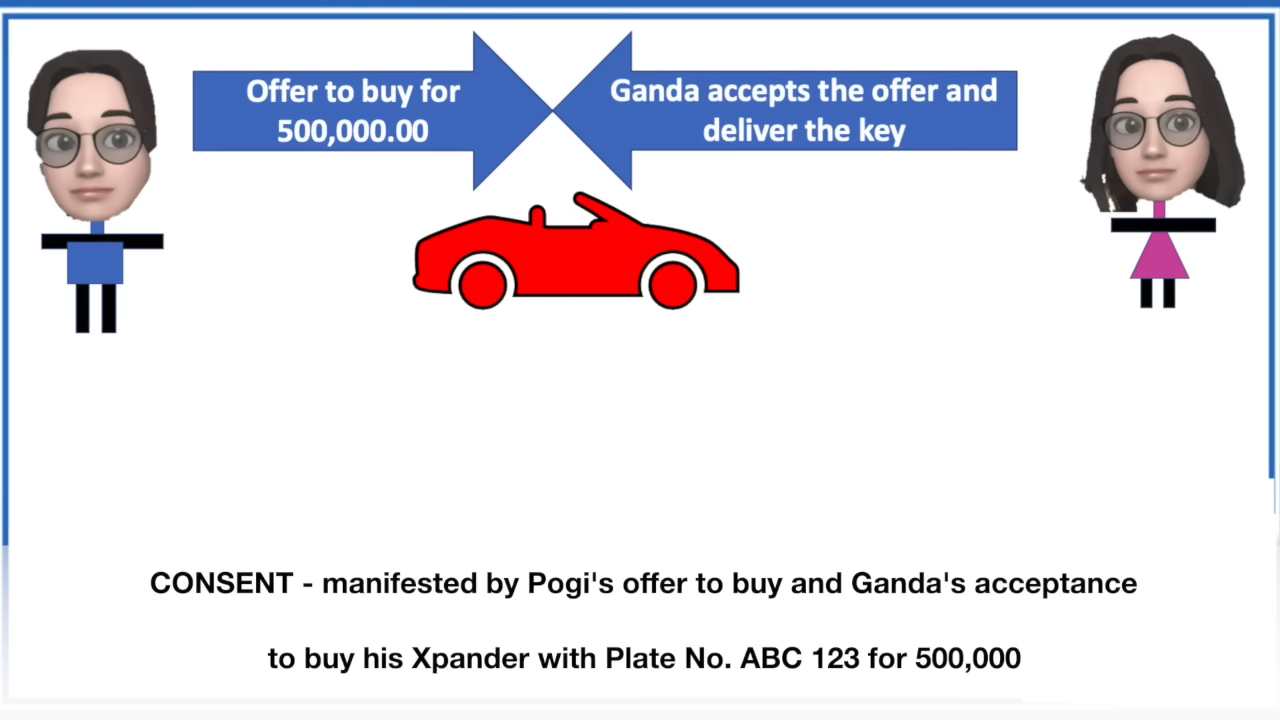 Offer to buy for
500,000.00
Ganda accepts the offer and
deliver the key
CONSENT - manifested by Pogi's offer to buy and Ganda's acceptance
to buy his Xpander with Plate No. ABC 123 for 500,000